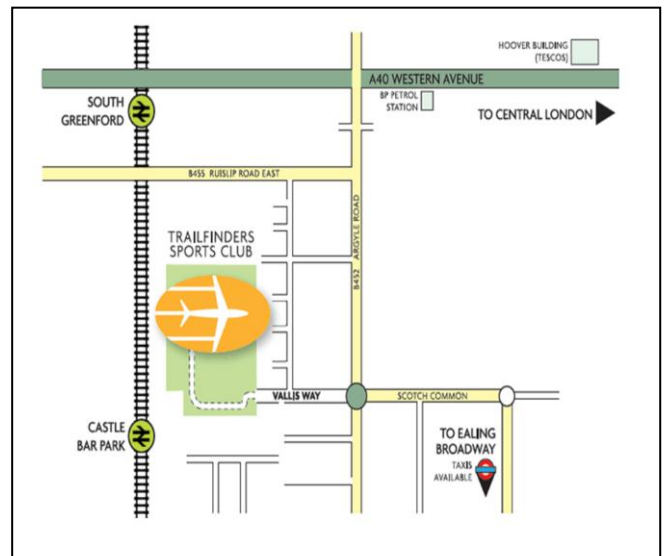 HOOVER BUILDING
(TESCOS)
A40 WESTERN AVENUE
SOUTH
GREENFORD
BP PETROL
STATION
TO CENTRAL LONDON
B455 RUISLIP ROAD EAST
TRAILFINDERS
SPORTS CLUB
B452 ARGYLE ROAD
VALLIS WAY
SCOTCH COMMON
CASTLE
BAR PARK
TO EALING
BROADWAY
TAXIS
AVAILABLE